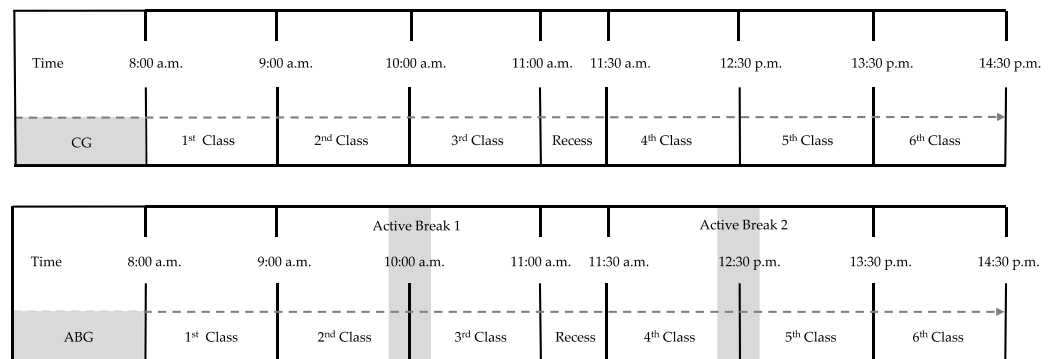 Time 8:00 a.m. 9:00 a.m. 10:00 a.m. 11:00 a.m. 11:30 a.m. 12:30 p.m. 13:30 p.m. 14:30 p.m.
CG 1st Class 2nd Class 3rd Class Recess 4th Class 5th Class 6th Class
Active Break 1 Active Break 2
Time 8:00 a.m. 9:00 a.m. 10:00 a.m. 11:00 a.m. 11:30 a.m. 12:30 p.m. 13:30 p.m. 14:30 p.m.
ABG 1st Class 2nd Class 3rd Class Recess 4th Class 5th Class 6th Class